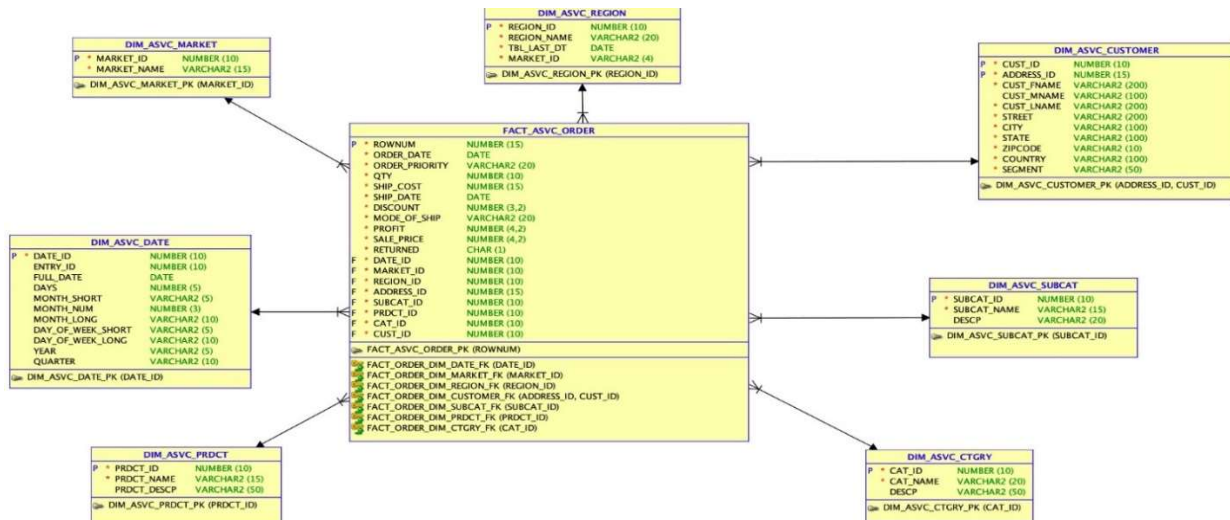 DIM_ASVC_MARKET
P * MARKET_ID NUMBER (10)
* MARKET_NAME VARCHAR2 (15)
DIM_ASVC_MARKET_PK (MARKET_ID)
DIM_ASVC_REGION
P * REGION_ID NUMBER (10)
* REGION_NAME VARCHAR2 (20)
* TBL_LAST_DT DATE
* MARKET_ID VARCHAR2 (4)
DIM_ASVC_REGION_PK (REGION_ID)
DIM_ASVC_CUSTOMER
P * CUST_ID NUMBER (10)
P * ADDRESS_ID NUMBER (15)
* CUST_FNAME VARCHAR2 (200)
CUST_MNAME VARCHAR2 (100)
* CUST_LNAME VARCHAR2 (200)
* STREET VARCHAR2 (200)
* CITY VARCHAR2 (100)
* STATE VARCHAR2 (100)
* ZIPCODE VARCHAR2 (10)
* COUNTRY VARCHAR2 (100)
* SEGMENT VARCHAR2 (50)
DIM_ASVC_CUSTOMER_PK (ADDRESS_ID, CUST_ID)
FACT_ASVC_ORDER
P * ROWNUM NUMBER (15)
* ORDER_DATE DATE
* ORDER_PRIORITY VARCHAR2 (20)
* QTY NUMBER (10)
* SHIP_COST NUMBER (15)
* SHIP_DATE DATE
* DISCOUNT NUMBER (3,2)
* MODE_OF_SHIP VARCHAR2 (20)
* PROFIT NUMBER (4,2)
* SALE_PRICE NUMBER (4,2)
* RETURNED CHAR (1)
F * DATE_ID NUMBER (10)
F * MARKET_ID NUMBER (10)
F * REGION_ID NUMBER (10)
F * ADDRESS_ID NUMBER (15)
F * SUBCAT_ID NUMBER (10)
F * PRDCT_ID NUMBER (10)
F * CAT_ID NUMBER (10)
F * CUST_ID NUMBER (10)
FACT_ASVC_ORDER_PK (ROWNUM)
FACT_ORDER_DIM_DATE_FK (DATE_ID)
FACT_ORDER_DIM_MARKET_FK (MARKET_ID)
FACT_ORDER_DIM_REGION_FK (REGION_ID)
FACT_ORDER_DIM_CUSTOMER_FK (ADDRESS_ID, CUST_ID)
FACT_ORDER_DIM_SUBCAT_FK (SUBCAT_ID)
FACT_ORDER_DIM_PRDCT_FK (PRDCT_ID)
FACT_ORDER_DIM_CTGRY_FK (CAT_ID)
DIM_ASVC_DATE
P * DATE_ID NUMBER (10)
ENTRY_ID NUMBER (10)
FULL_DATE DATE
DAYS NUMBER (5)
MONTH_SHORT VARCHAR2 (5)
MONTH_NUM NUMBER (3)
MONTH_LONG VARCHAR2 (10)
DAY_OF_WEEK_SHORT VARCHAR2 (5)
DAY_OF_WEEK_LONG VARCHAR2 (10)
YEAR VARCHAR2 (5)
QUARTER VARCHAR2 (10)
DIM_ASVC_DATE_PK (DATE_ID)
DIM_ASVC_SUBCAT
P * SUBCAT_ID NUMBER (10)
* SUBCAT_NAME VARCHAR2 (15)
DESCP VARCHAR2 (20)
DIM_ASVC_SUBCAT_PK (SUBCAT_ID)
DIM_ASVC_PRDCT
P * PRDCT_ID NUMBER (10)
* PRDCT_NAME VARCHAR2 (15)
PRDCT_DESCP VARCHAR2 (50)
DIM_ASVC_PRDCT_PK (PRDCT_ID)
DIM_ASVC_CTGRY
P * CAT_ID NUMBER (10)
* CAT_NAME VARCHAR2 (20)
DESCP VARCHAR2 (50)
DIM_ASVC_CTGRY_PK (CAT_ID)